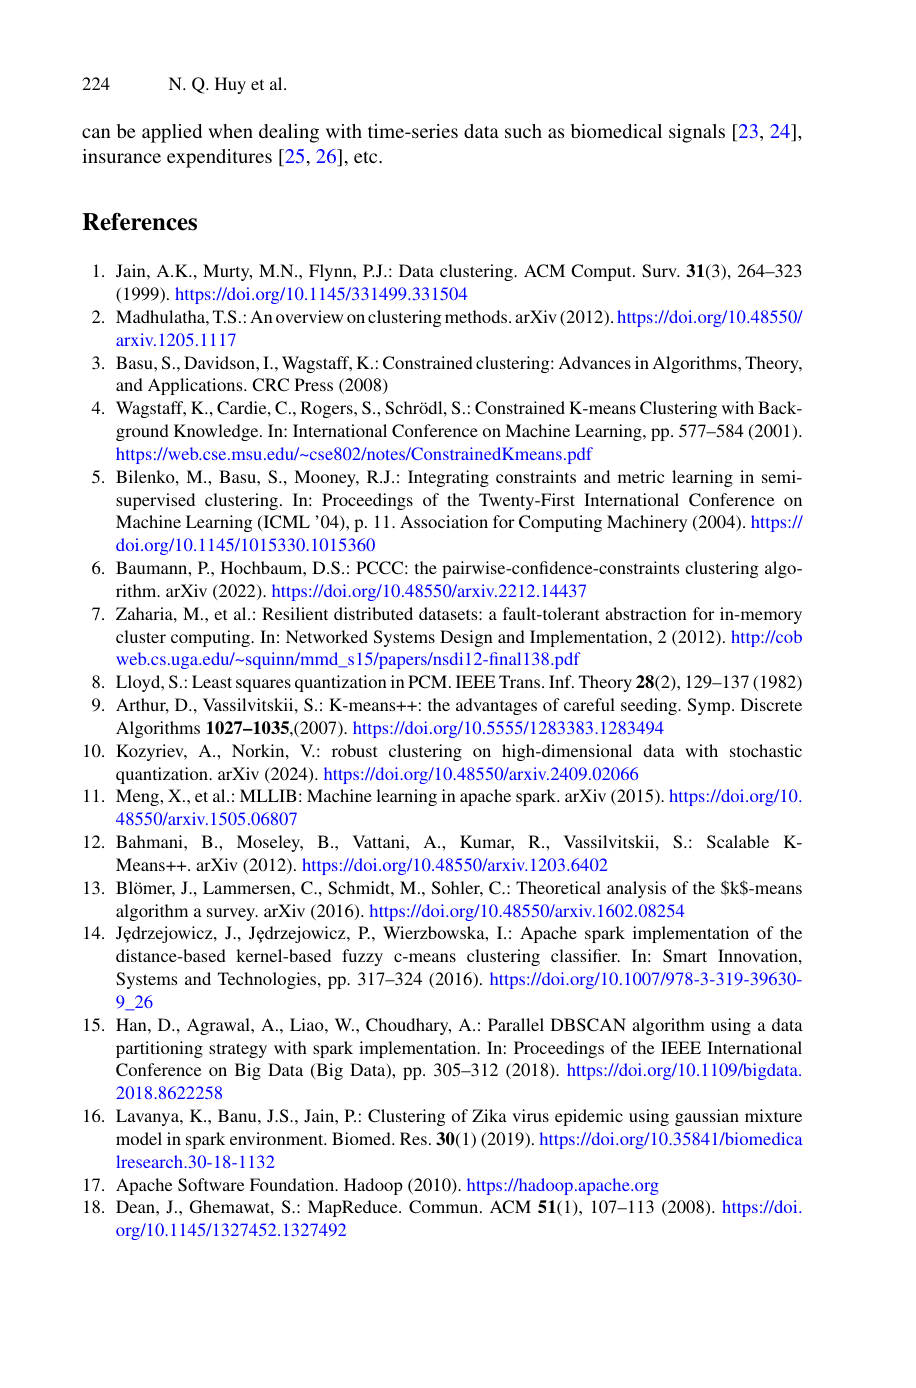 224 N. Q. Huy et al.
can be applied when dealing with time-series data such as biomedical signals [23, 24],
insurance expenditures [25, 26], etc.
References
1. Jain, A.K., Murty, M.N., Flynn, P.J.: Data clustering. ACM Comput. Surv. 31(3), 264–323
(1999). https://doi.org/10.1145/331499.331504
2. Madhulatha, T.S.: An overview on clustering methods. arXiv (2012). https://doi.org/10.48550/
arxiv.1205.1117
3. Basu, S., Davidson, I., Wagstaff, K.: Constrained clustering: Advances in Algorithms, Theory,
and Applications. CRC Press (2008)
4. Wagstaff, K., Cardie, C., Rogers, S., Schrödl, S.: Constrained K-means Clustering with Back-
ground Knowledge. In: International Conference on Machine Learning, pp. 577–584 (2001).
https://web.cse.msu.edu/~cse802/notes/ConstrainedKmeans.pdf
5. Bilenko, M., Basu, S., Mooney, R.J.: Integrating constraints and metric learning in semi-
supervised clustering. In: Proceedings of the Twenty-First International Conference on
Machine Learning (ICML ’04), p. 11. Association for Computing Machinery (2004). https://
doi.org/10.1145/1015330.1015360
6. Baumann, P., Hochbaum, D.S.: PCCC: the pairwise-confidence-constraints clustering algo-
rithm. arXiv (2022). https://doi.org/10.48550/arxiv.2212.14437
7. Zaharia, M., et al.: Resilient distributed datasets: a fault-tolerant abstraction for in-memory
cluster computing. In: Networked Systems Design and Implementation, 2 (2012). http://cob
web.cs.uga.edu/~squinn/mmd_s15/papers/nsdi12-final138.pdf
8. Lloyd, S.: Least squares quantization in PCM. IEEE Trans. Inf. Theory 28(2), 129–137 (1982)
9. Arthur, D., Vassilvitskii, S.: K-means++: the advantages of careful seeding. Symp. Discrete
Algorithms 1027–1035,(2007). https://doi.org/10.5555/1283383.1283494
10. Kozyriev, A., Norkin, V.: robust clustering on high-dimensional data with stochastic
quantization. arXiv (2024). https://doi.org/10.48550/arxiv.2409.02066
11. Meng, X., et al.: MLLIB: Machine learning in apache spark. arXiv (2015). https://doi.org/10.
48550/arxiv.1505.06807
12. Bahmani, B., Moseley, B., Vattani, A., Kumar, R., Vassilvitskii, S.: Scalable K-
Means++. arXiv (2012). https://doi.org/10.48550/arxiv.1203.6402
13. Blömer, J., Lammersen, C., Schmidt, M., Sohler, C.: Theoretical analysis of the $k$-means
algorithm a survey. arXiv (2016). https://doi.org/10.48550/arxiv.1602.08254
14. Jędrzejowicz, J., Jędrzejowicz, P., Wierzbowska, I.: Apache spark implementation of the
distance-based kernel-based fuzzy c-means clustering classifier. In: Smart Innovation,
Systems and Technologies, pp. 317–324 (2016). https://doi.org/10.1007/978-3-319-39630-
9_26
15. Han, D., Agrawal, A., Liao, W., Choudhary, A.: Parallel DBSCAN algorithm using a data
partitioning strategy with spark implementation. In: Proceedings of the IEEE International
Conference on Big Data (Big Data), pp. 305–312 (2018). https://doi.org/10.1109/bigdata.
2018.8622258
16. Lavanya, K., Banu, J.S., Jain, P.: Clustering of Zika virus epidemic using gaussian mixture
model in spark environment. Biomed. Res. 30(1) (2019). https://doi.org/10.35841/biomedica
lresearch.30-18-1132
17. Apache Software Foundation. Hadoop (2010). https://hadoop.apache.org
18. Dean, J., Ghemawat, S.: MapReduce. Commun. ACM 51(1), 107–113 (2008). https://doi.
org/10.1145/1327452.1327492